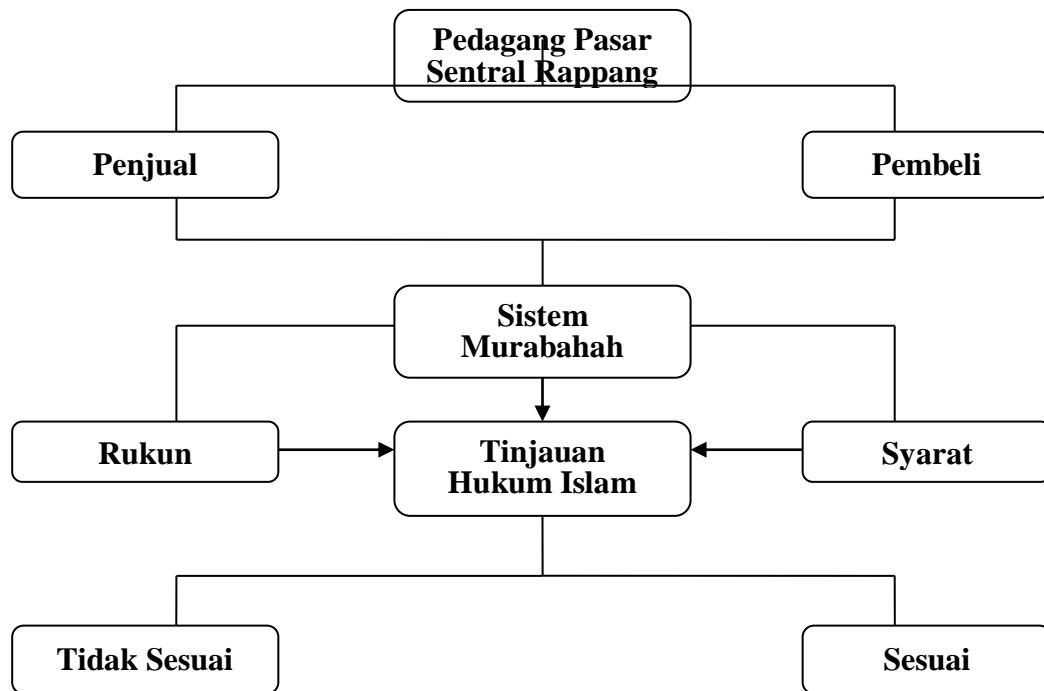 Pedagang Pasar
Sentral Rappang
Penjual
Pembeli
Sistem
Murabahah
Rukun
Tinjauan
Hukum Islam
Syarat
Tidak Sesuai
Sesuai